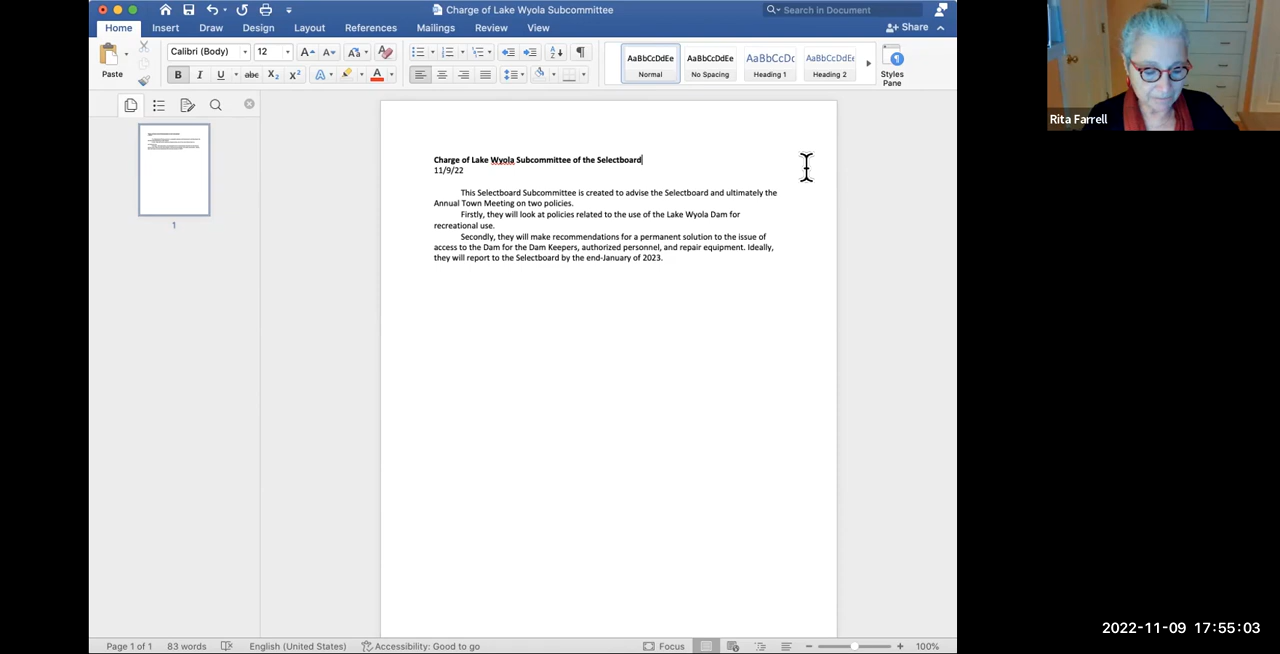 Charge of Lake Wyola Subcommittee
Search in Document
Home Insert Draw Design Layout References Mailings Review View
Share
Paste
Calibri (Body) 12
B I U abc X₂ X²
AaBbCcDdEe AaBbCcDdEe AaBbCcDc AaBbCcDdEe
Normal No Spacing Heading 1 Heading 2
Styles
Pane
1
Charge of Lake Wyola Subcommittee of the Selectboard
11/9/22
This Selectboard Subcommittee is created to advise the Selectboard and ultimately the
Annual Town Meeting on two policies.
Firstly, they will look at policies related to the use of the Lake Wyola Dam for
recreational use.
Secondly, they will make recommendations for a permanent solution to the issue of
access to the Dam for the Dam Keepers, authorized personnel, and repair equipment. Ideally,
they will report to the Selectboard by the end-January of 2023.
Page 1 of 1 83 words English (United States) Accessibility: Good to go Focus 100%
Rita Farrell
2022-11-09 17:55:03